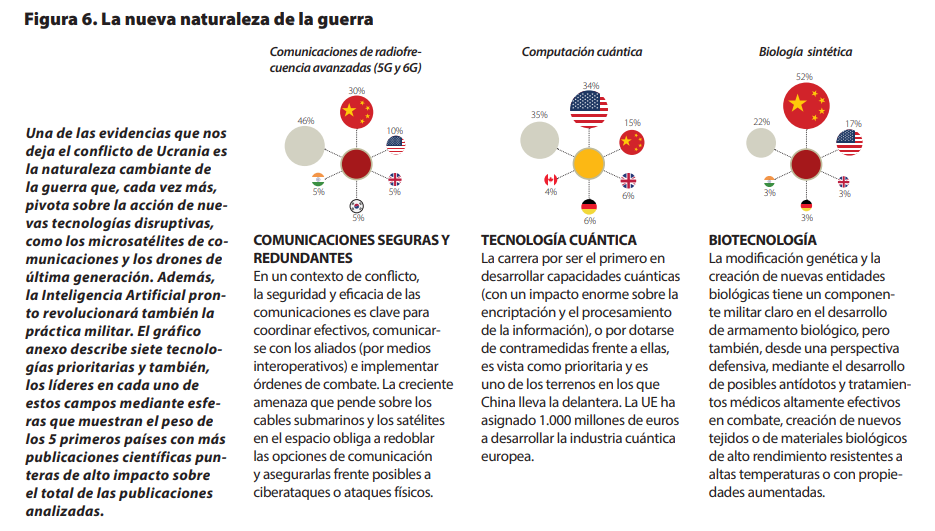 Figura 6. La nueva naturaleza de la guerra
Una de las evidencias que nos
deja el conflicto de Ucrania es
la naturaleza cambiante de
la guerra que, cada vez más,
pivota sobre la acción de nue-
vas tecnologías disruptivas,
como los microsatélites de co-
municaciones y los drones de
última generación. Además,
la Inteligencia Artificial pron-
to revolucionará también la
práctica militar. El gráfico
anexo describe siete tecnolo-
gías prioritarias y también,
los líderes en cada uno de
estos campos mediante esfe-
ras que muestran el peso de
los 5 primeros países con más
publicaciones científicas pun-
teras de alto impacto sobre
el total de las publicaciones
analizadas.
Comunicaciones de radiofre-
cuencia avanzadas (5G y 6G)
30%
46%
10%
5%
5%
5%
COMUNICACIONES SEGURAS Y
REDUNDANTES
En un contexto de conflicto,
la seguridad y eficacia de las
comunicaciones es clave para
coordinar efectivos, comunicar-
se con los aliados (por medios
interoperativos) e implementar
órdenes de combate. La creciente
amenaza que pende sobre los
cables submarinos y los satélites
en el espacio obliga a redoblar
las opciones de comunicación
y asegurarlas frente posibles a
ciberataques o ataques físicos.
Computación cuántica
34%
35%
15%
4%
6%
6%
TECNOLOGÍA CUÁNTICA
La carrera por ser el primero en
desarrollar capacidades cuánticas
(con un impacto enorme sobre la
encriptación y el procesamiento
de la información), o por dotarse
de contramedidas frente a ellas,
es vista como prioritaria y es
uno de los terrenos en los que
China lleva la delantera. La UE ha
asignado 1.000 millones de euros
a desarrollar la industria cuántica
europea.
Biología sintética
52%
22%
17%
3%
3%
3%
BIOTECNOLOGÍA
La modificación genética y la
creación de nuevas entidades
biológicas tiene un componen-
te militar claro en el desarrollo
de armamento biológico, pero
también, desde una perspectiva
defensiva, mediante el desarrollo
de posibles antídotos y tratamien-
tos médicos altamente efectivos
en combate, creación de nuevos
tejidos o de materiales biológicos
de alto rendimiento resistentes a
altas temperaturas o con propie-
dades aumentadas.